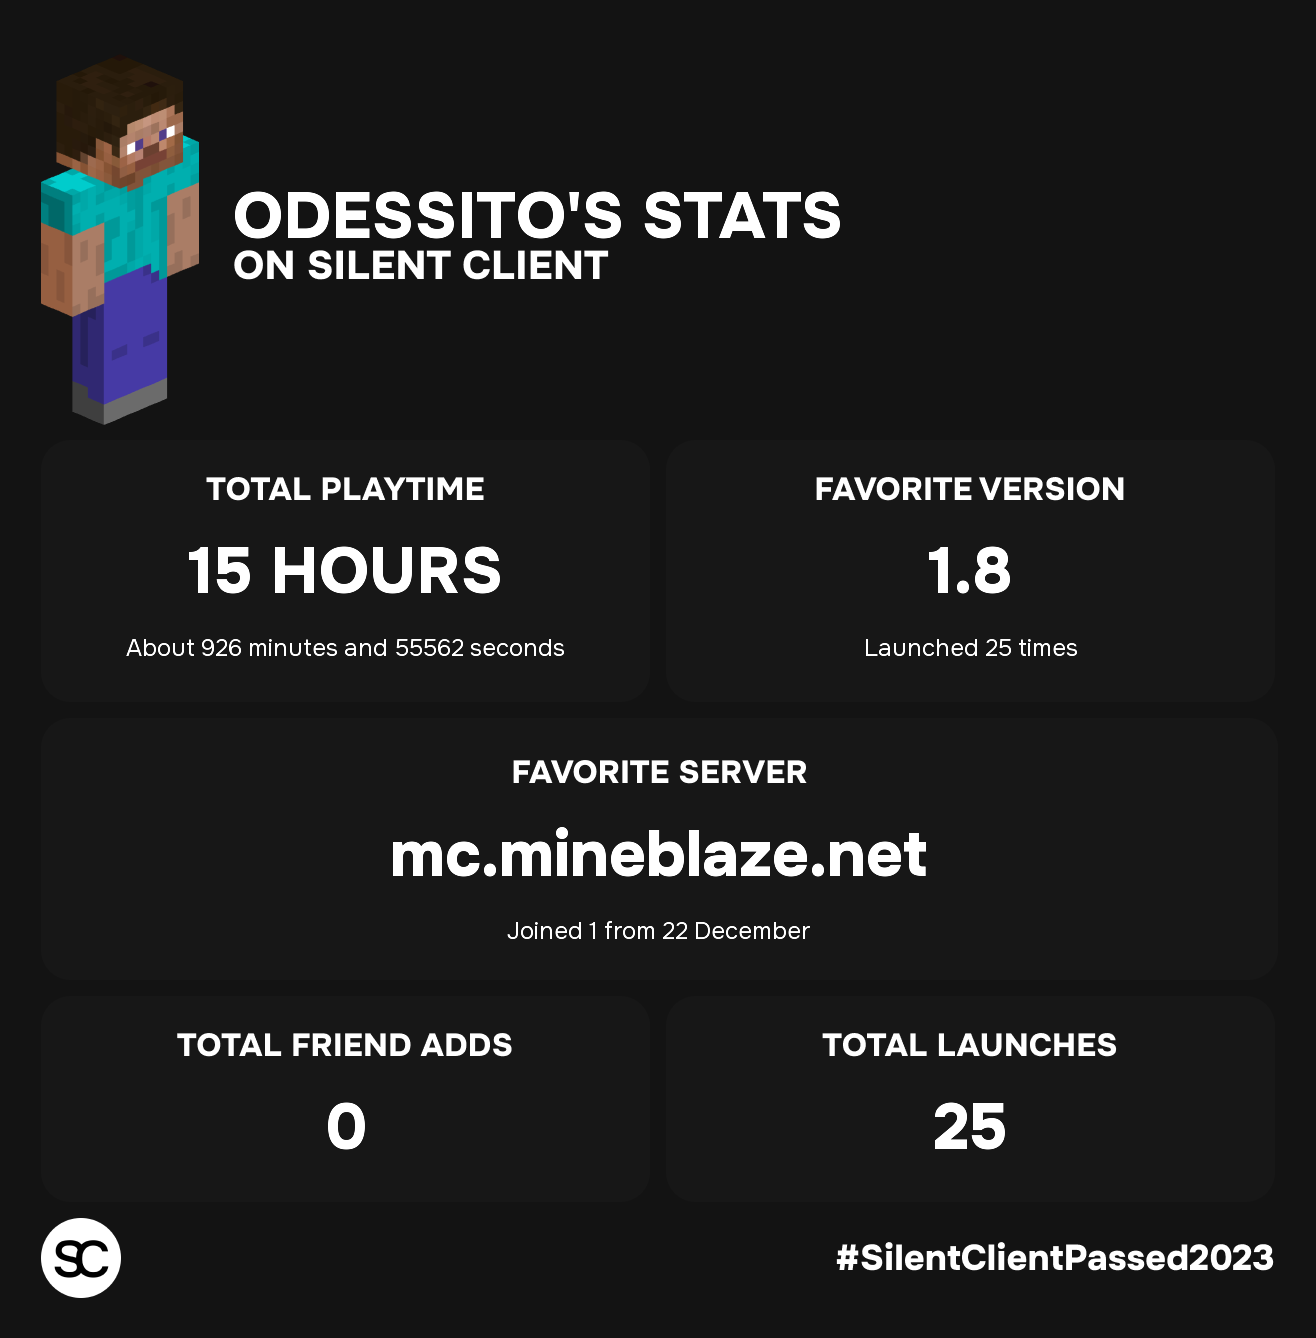 ODESSITO'S STATS
ON SILENT CLIENT
TOTAL PLAYTIME
15 HOURS
About 926 minutes and 55562 seconds
FAVORITE VERSION
1.8
Launched 25 times
FAVORITE SERVER
mc.mineblaze.net
Joined 1 from 22 December
TOTAL FRIEND ADDS
0
TOTAL LAUNCHES
25
SC
#SilentClientPassed2023